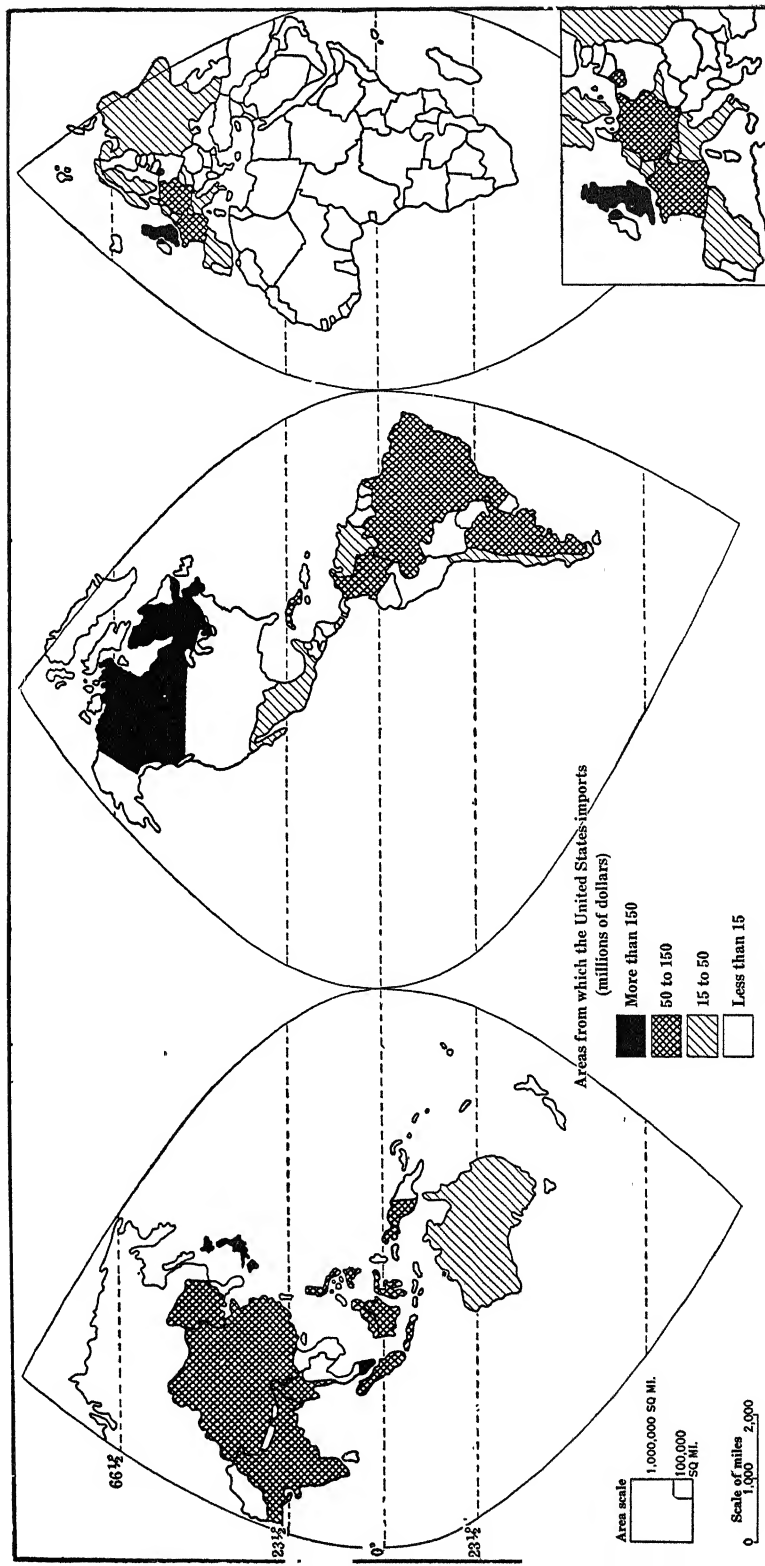 66½
23½
0°
23½
Areas from which the United States imports
(millions of dollars)
More than 150
50 to 150
15 to 50
Less than 15
Area scale
1,000,000 SQ MI.
100,000
SQ MI.
Scale of miles
0 1,000 2,000